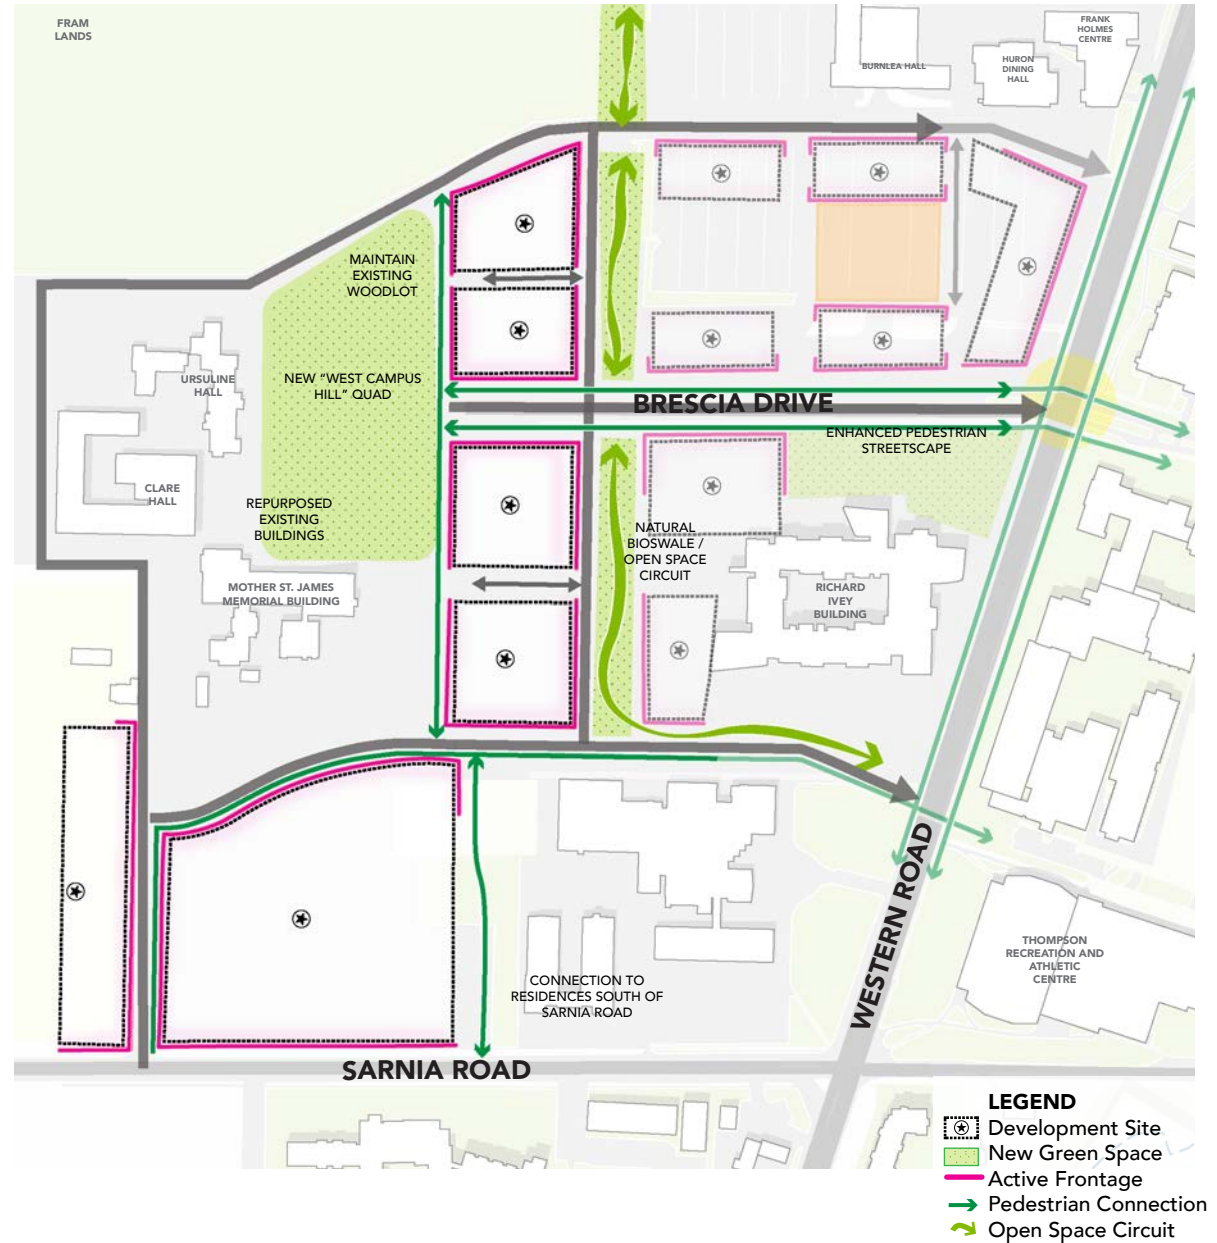 FRAM
LANDS
FRANK
HOLMES
CENTRE
BURNLEA HALL
HURON
DINING
HALL
MAINTAIN
EXISTING
WOODLOT
URSULINE
HALL
NEW “WEST CAMPUS
HILL” QUAD
BRESCIA DRIVE
ENHANCED PEDESTRIAN
STREETSCAPE
CLARE
HALL
REPURPOSED
EXISTING
BUILDINGS
NATURAL
BIOSWALE /
OPEN SPACE
CIRCUIT
MOTHER ST. JAMES
MEMORIAL BUILDING
RICHARD
IVEY
BUILDING
WESTERN ROAD
THOMPSON
RECREATION AND
ATHLETIC
CENTRE
CONNECTION TO
RESIDENCES SOUTH OF
SARNIA ROAD
SARNIA ROAD
LEGEND
Development Site
New Green Space
Active Frontage
Pedestrian Connection
Open Space Circuit